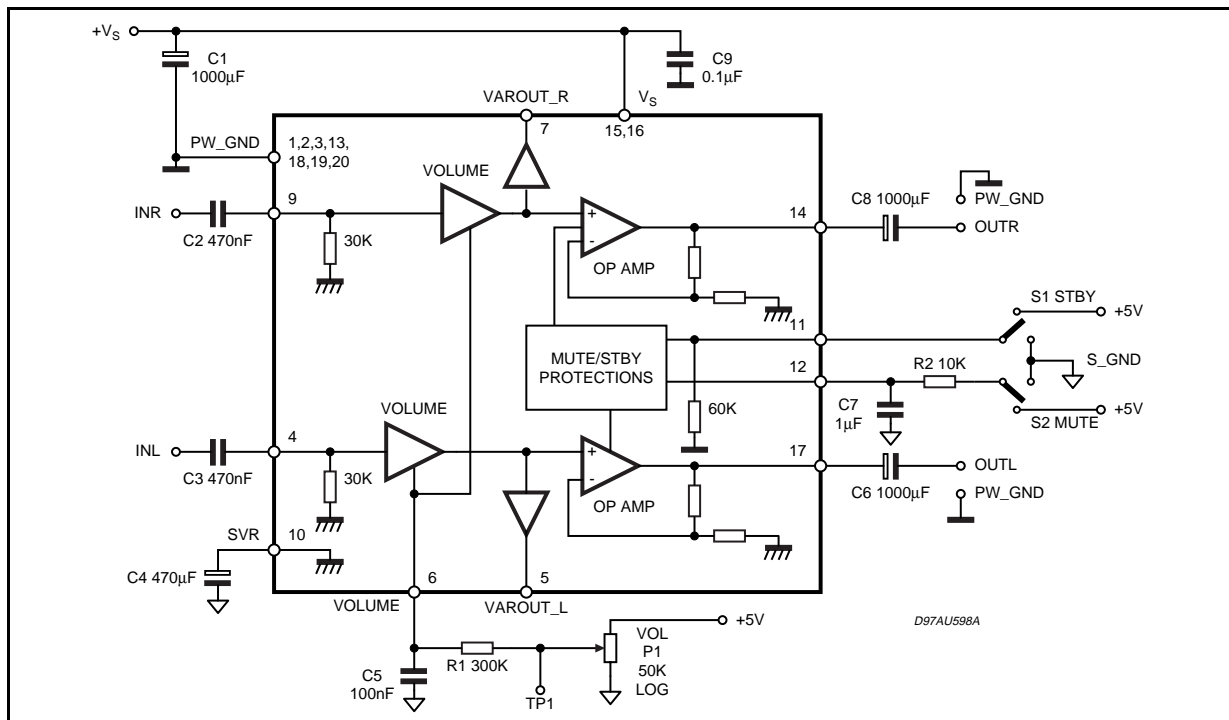 +VS
C1
1000µF
C9
0.1µF
VAROUT_R
VS
7
15,16
PW_GND
1,2,3,13,
18,19,20
VOLUME
C8 1000µF
PW_GND
INR
9
14
OUTR
C2 470nF
30K
+
-
OP AMP
S1 STBY
+5V
11
MUTE/STBY
PROTECTIONS
12
R2 10K
S_GND
60K
C7
1µF
+5V
S2 MUTE
VOLUME
INL
4
17
OUTL
C3 470nF
30K
+
-
OP AMP
C6 1000µF
PW_GND
SVR
10
C4 470µF
6
5
VOLUME
VAROUT_L
D97AU598A
+5V
VOL
P1
50K
LOG
R1 300K
C5
100nF
TP1